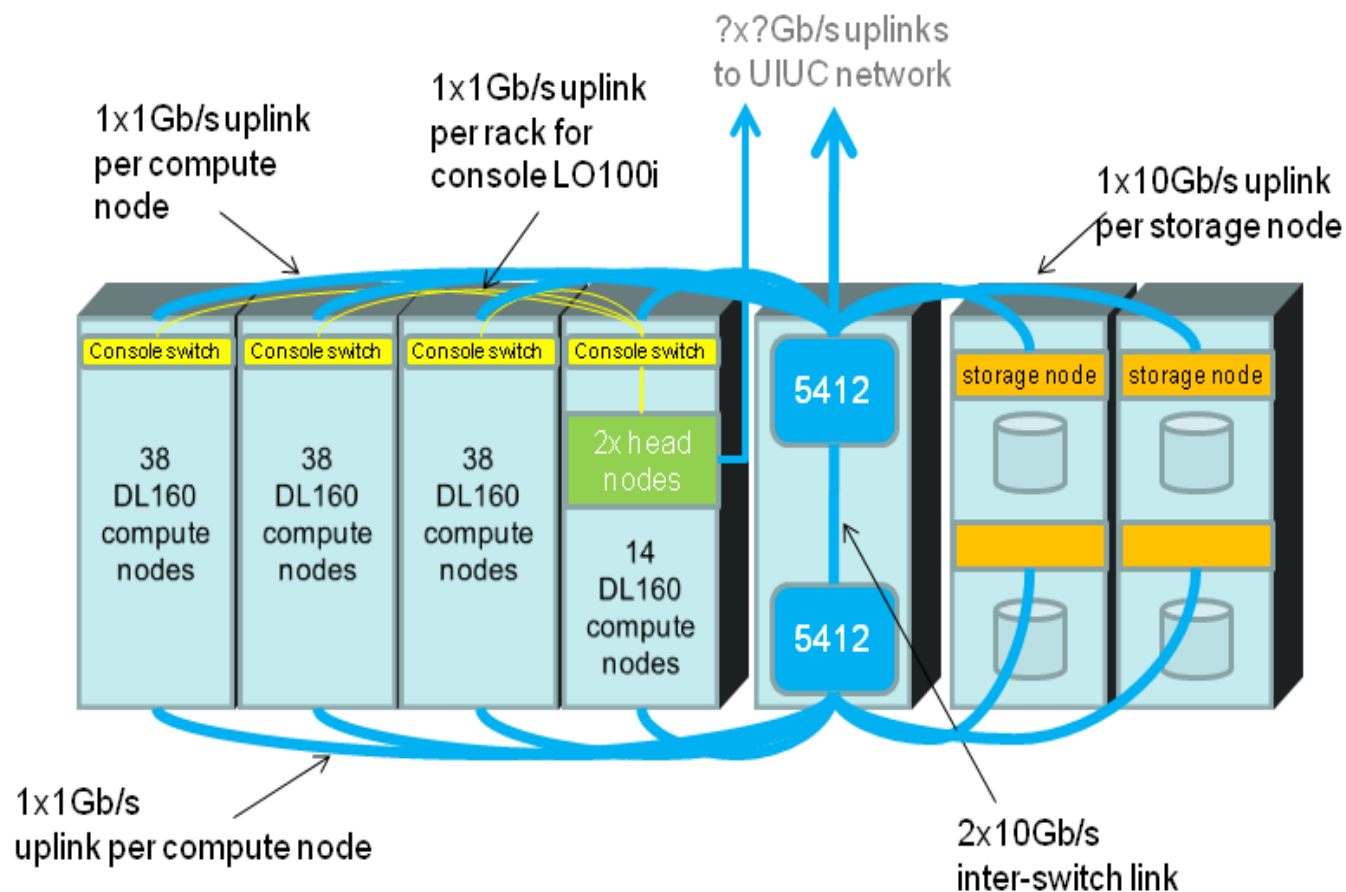 ?x?Gb/s uplinks
to UIUC network
1x1Gb/s uplink
per rack for
console LO100i
1x1Gb/s uplink
per compute
node
1x10Gb/s uplink
per storage node
Console switch
Console switch
Console switch
Console switch
38
DL160
compute
nodes
38
DL160
compute
nodes
38
DL160
compute
nodes
2x head
nodes
14
DL160
compute
nodes
5412
5412
storage node
storage node
1x1Gb/s
uplink per compute node
2x10Gb/s
inter-switch link